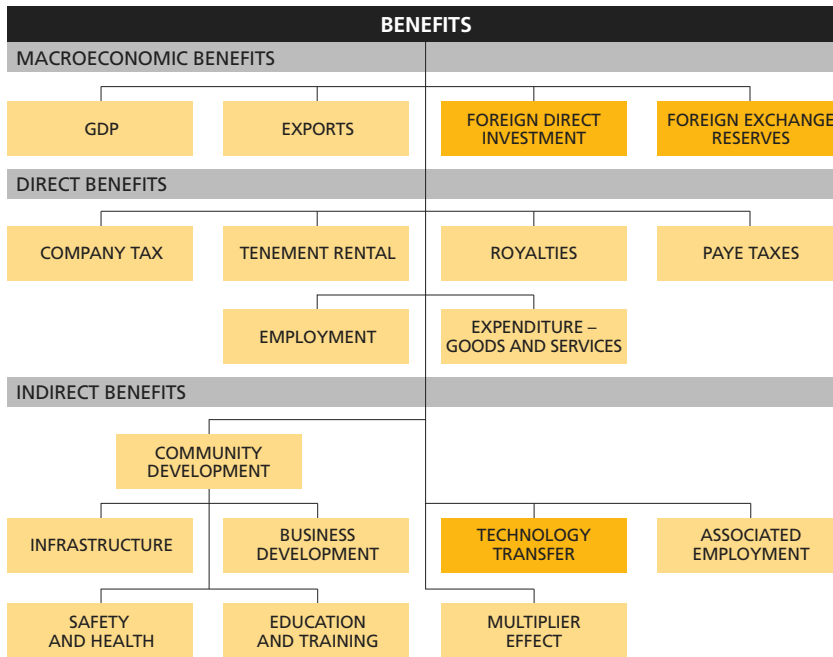 BENEFITS
MACROECONOMIC BENEFITS
GDP
EXPORTS
FOREIGN DIRECT
INVESTMENT
FOREIGN EXCHANGE
RESERVES
DIRECT BENEFITS
COMPANY TAX
TENEMENT RENTAL
ROYALTIES
PAYE TAXES
EMPLOYMENT
EXPENDITURE –
GOODS AND SERVICES
INDIRECT BENEFITS
COMMUNITY
DEVELOPMENT
INFRASTRUCTURE
BUSINESS
DEVELOPMENT
TECHNOLOGY
TRANSFER
ASSOCIATED
EMPLOYMENT
SAFETY
AND HEALTH
EDUCATION
AND TRAINING
MULTIPLIER
EFFECT